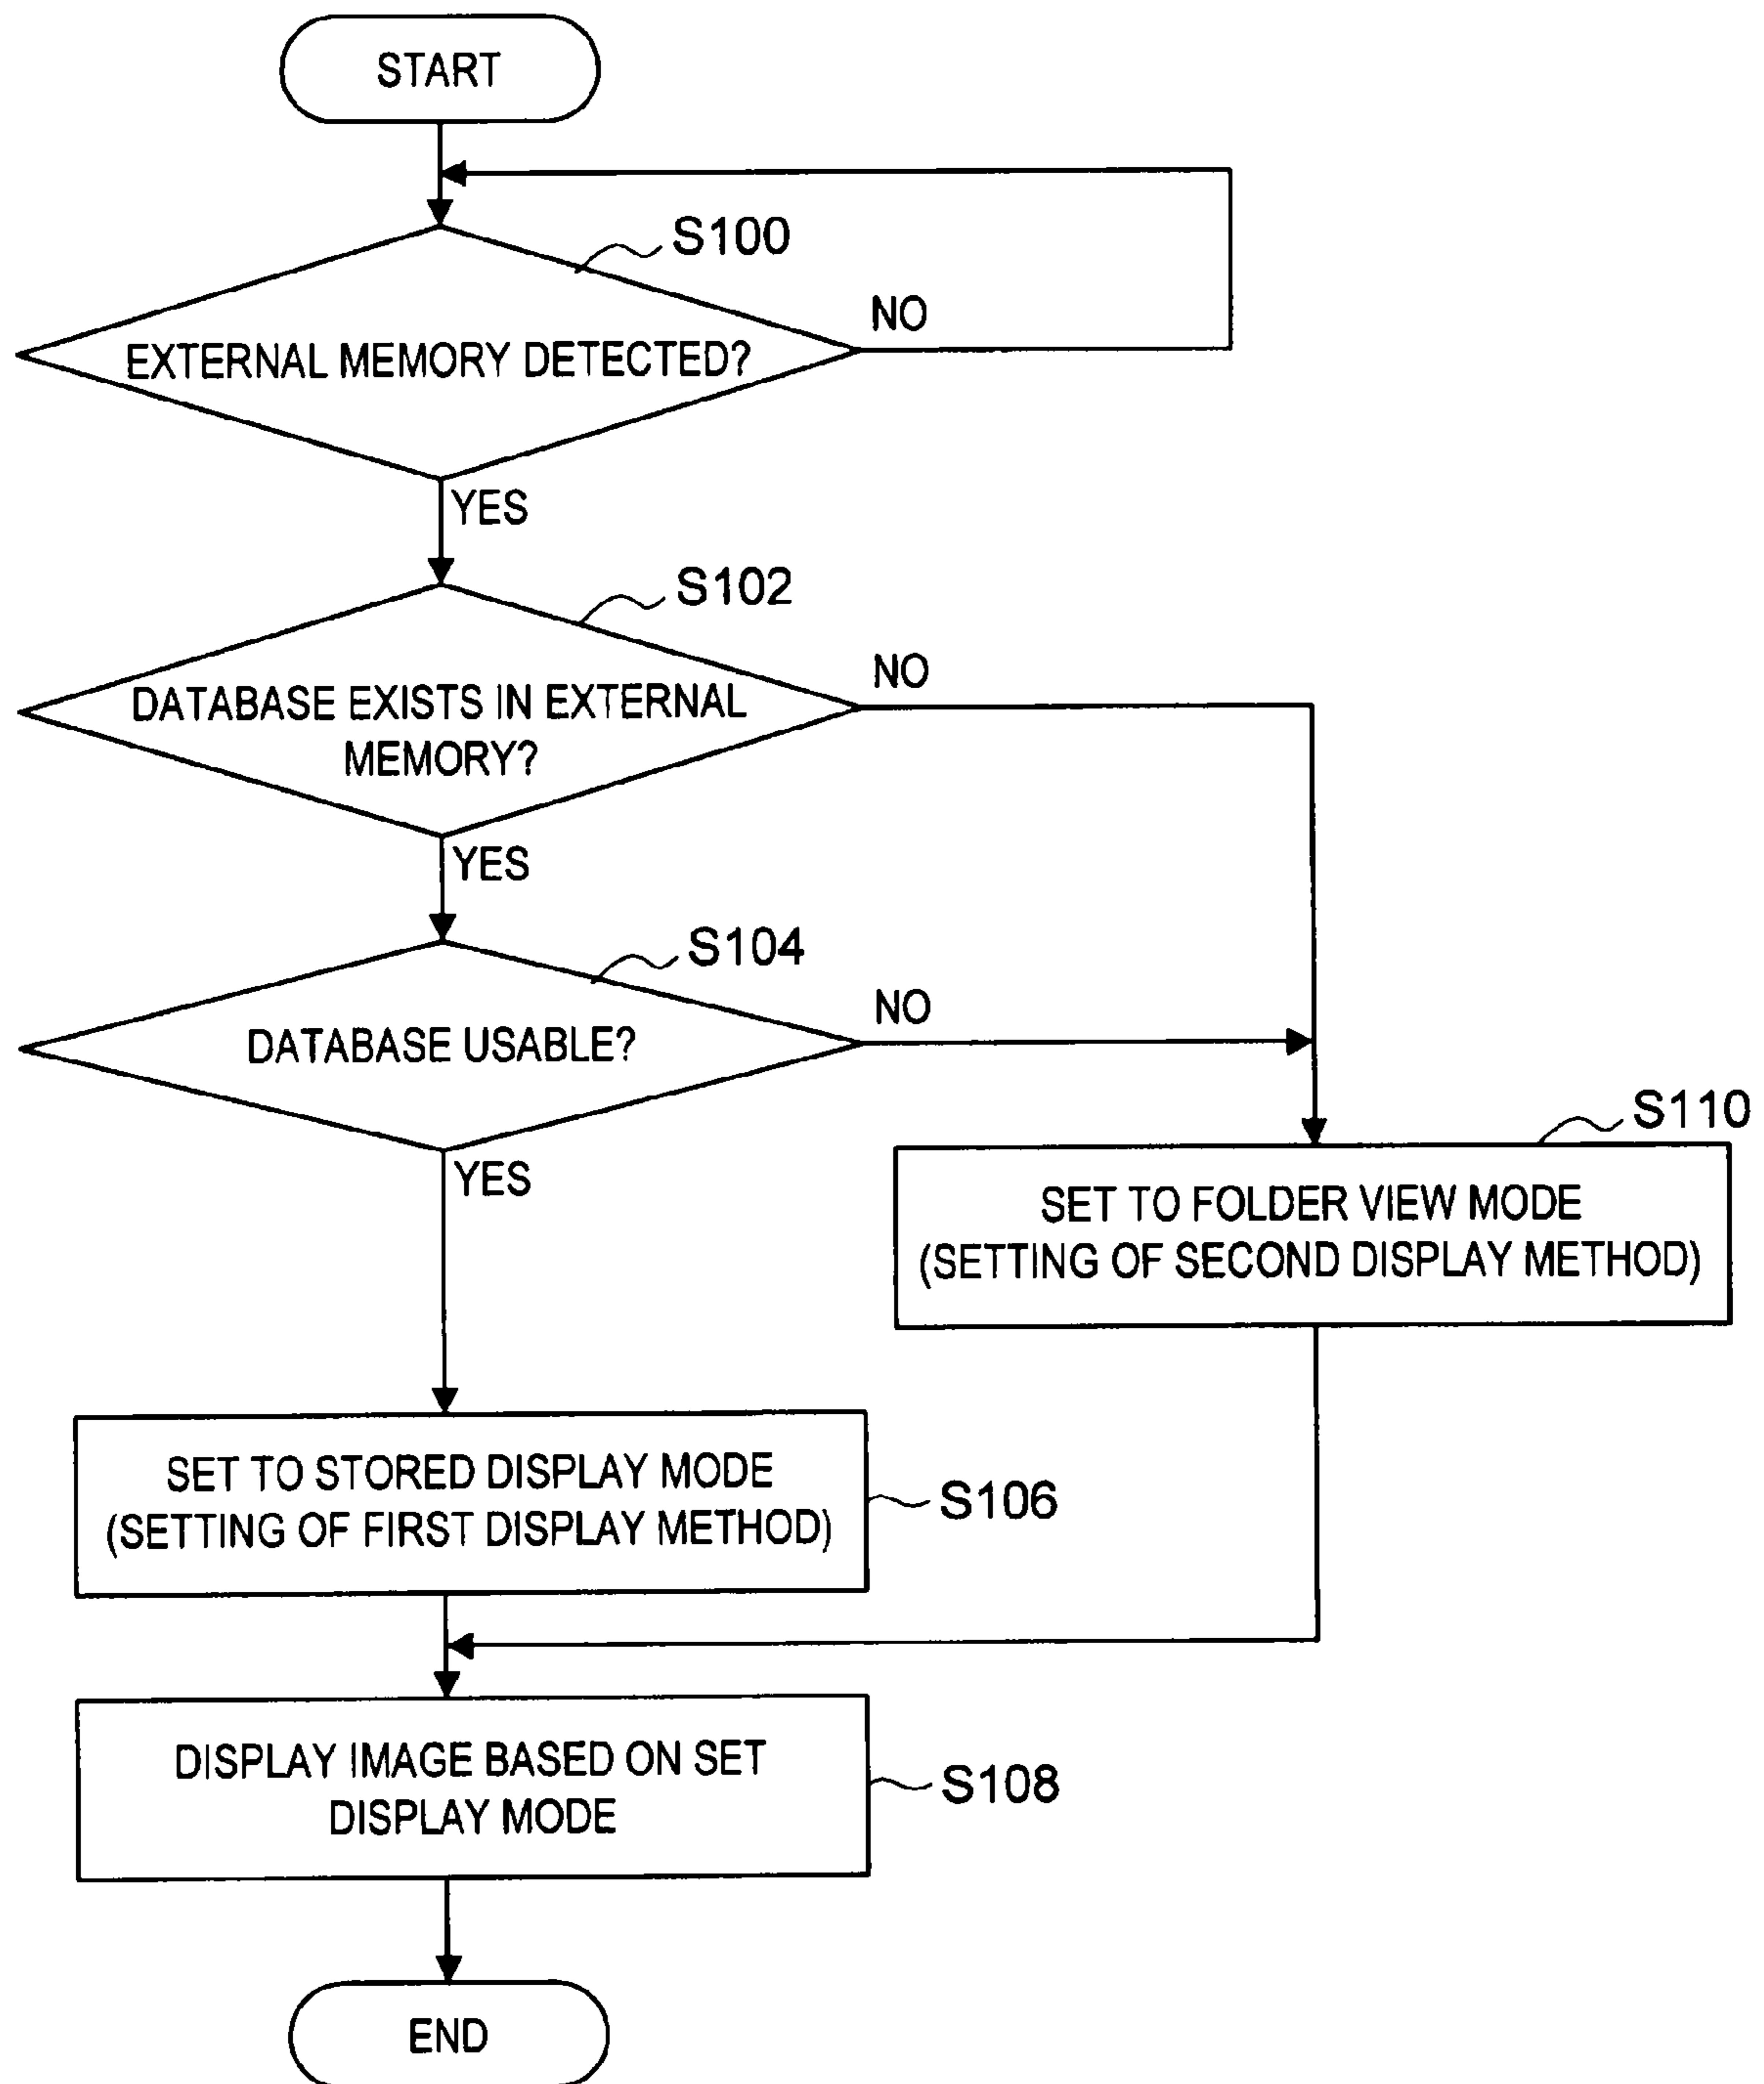 START
S100
NO
EXTERNAL MEMORY DETECTED?
YES
S102
NO
DATABASE EXISTS IN EXTERNAL
MEMORY?
YES
S104
NO
DATABASE USABLE?
YES
S110
SET TO FOLDER VIEW MODE
(SETTING OF SECOND DISPLAY METHOD)
SET TO STORED DISPLAY MODE
(SETTING OF FIRST DISPLAY METHOD)
S106
DISPLAY IMAGE BASED ON SET
DISPLAY MODE
S108
END